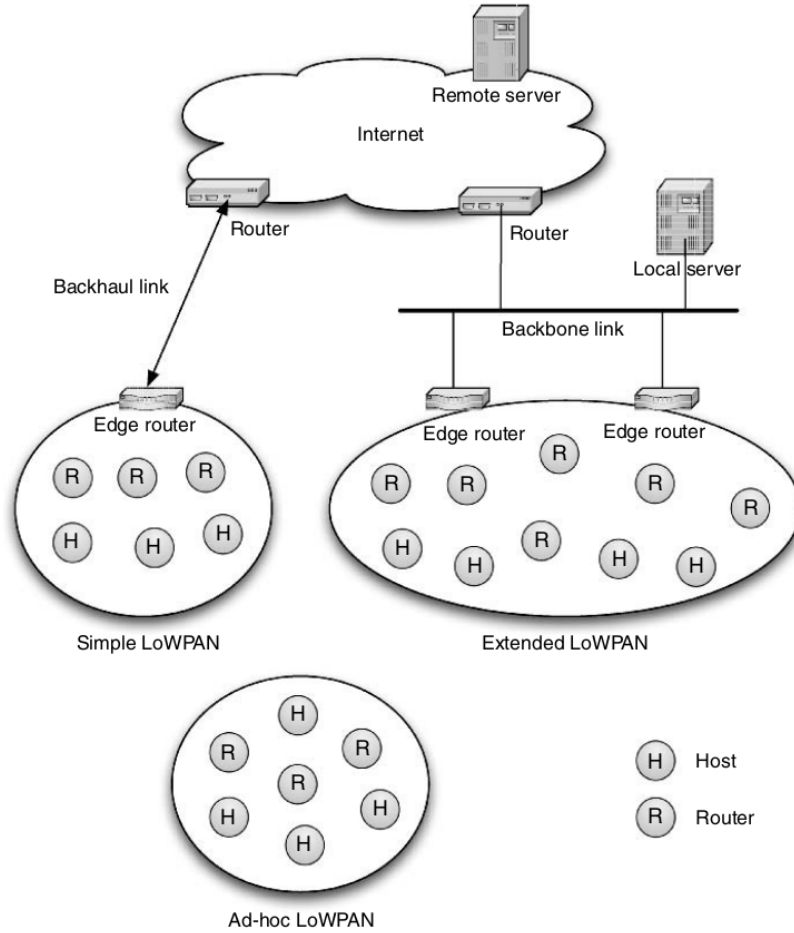 Remote server
Internet
Router
Router
Local server
Backhaul link
Backbone link
Edge router
Edge router
Edge router
R
R
R
H
H
H
R
R
R
R
R
H
H
R
H
H
Simple LoWPAN
Extended LoWPAN
H
R
R
R
H
H
H
H Host
R Router
Ad-hoc LoWPAN